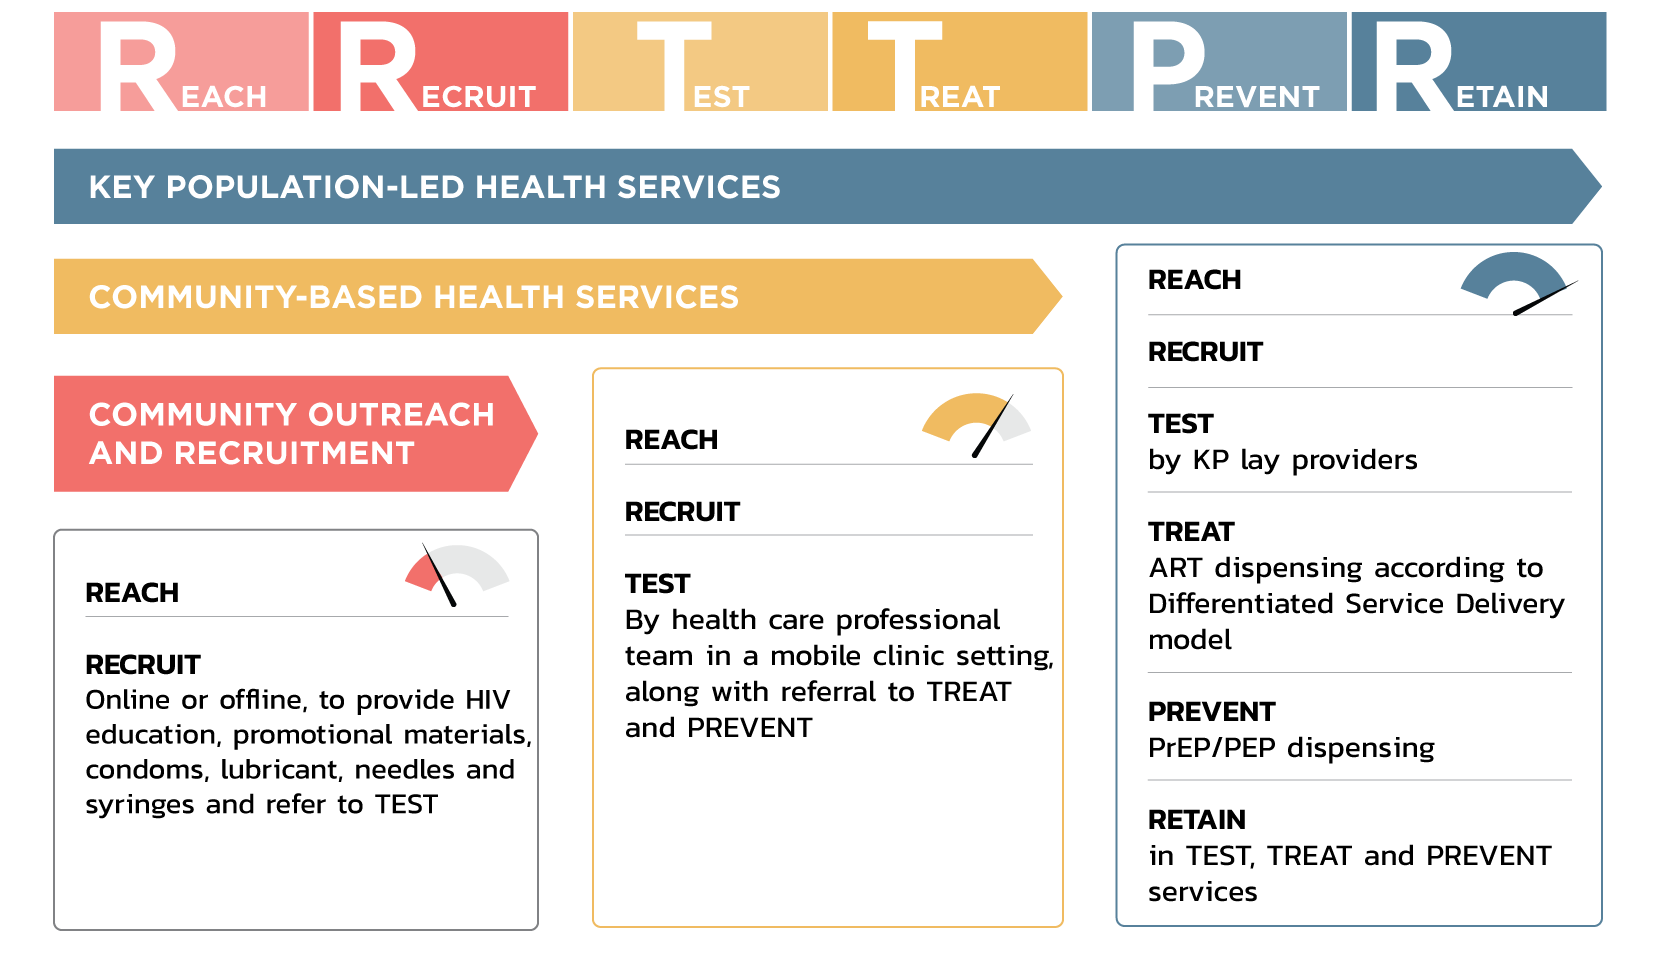 REACH RECRUIT TEST TREAT PREVENT RETAIN
KEY POPULATION-LED HEALTH SERVICES
COMMUNITY-BASED HEALTH SERVICES
COMMUNITY OUTREACH
AND RECRUITMENT
REACH
RECRUIT
Online or offline, to provide HIV
education, promotional materials,
condoms, lubricant, needles and
syringes and refer to TEST
REACH
RECRUIT
TEST
By health care professional
team in a mobile clinic setting,
along with referral to TREAT
and PREVENT
REACH
RECRUIT
TEST
by KP lay providers
TREAT
ART dispensing according to
Differentiated Service Delivery
model
PREVENT
PrEP/PEP dispensing
RETAIN
in TEST, TREAT and PREVENT
services